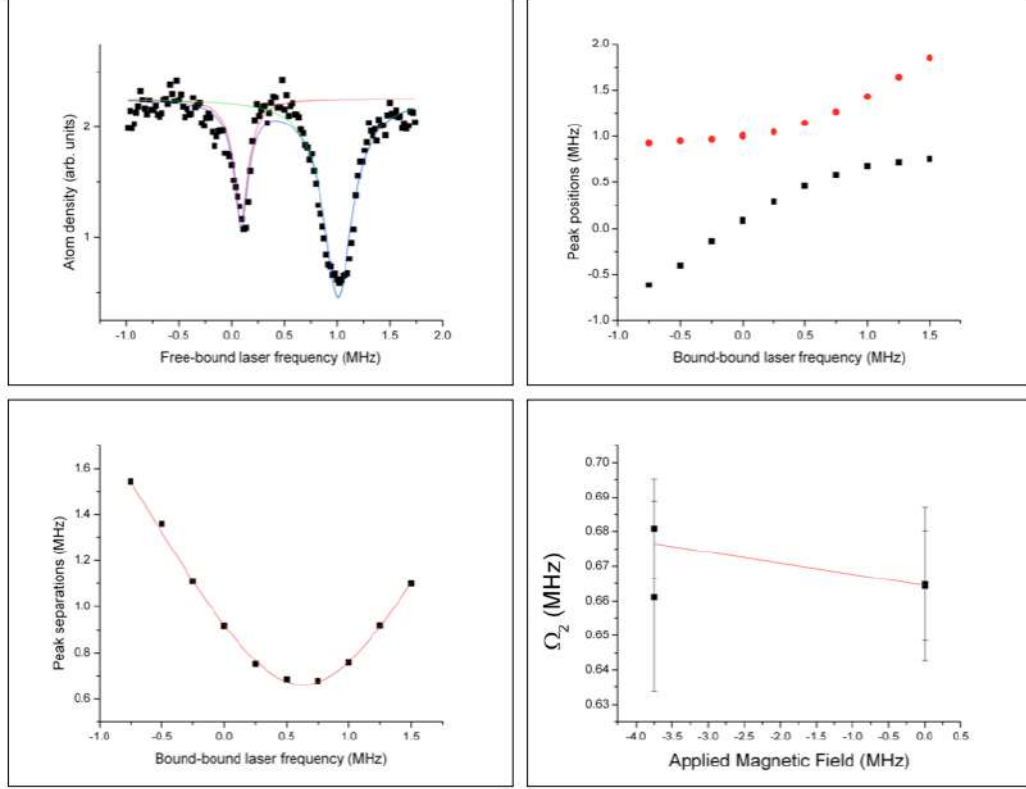 Atom density (arb. units)
2
1
-1.0 -0.5 0.0 0.5 1.0 1.5 2.0
Free-bound laser frequency (MHz)
Peak positions (MHz)
2.0
1.5
1.0
0.5
0.0
-0.5
-1.0
-1.0 -0.5 0.0 0.5 1.0 1.5
Bound-bound laser frequency (MHz)
Peak separations (MHz)
1.6
1.4
1.2
1.0
0.8
0.6
-1.0 -0.5 0.0 0.5 1.0 1.5
Bound-bound laser frequency (MHz)
Ω₂ (MHz)
0.70
0.69
0.68
0.67
0.66
0.65
0.64
0.63
-4.0 -3.5 -3.0 -2.5 -2.0 -1.5 -1.0 -0.5 0.0 0.5
Applied Magnetic Field (MHz)